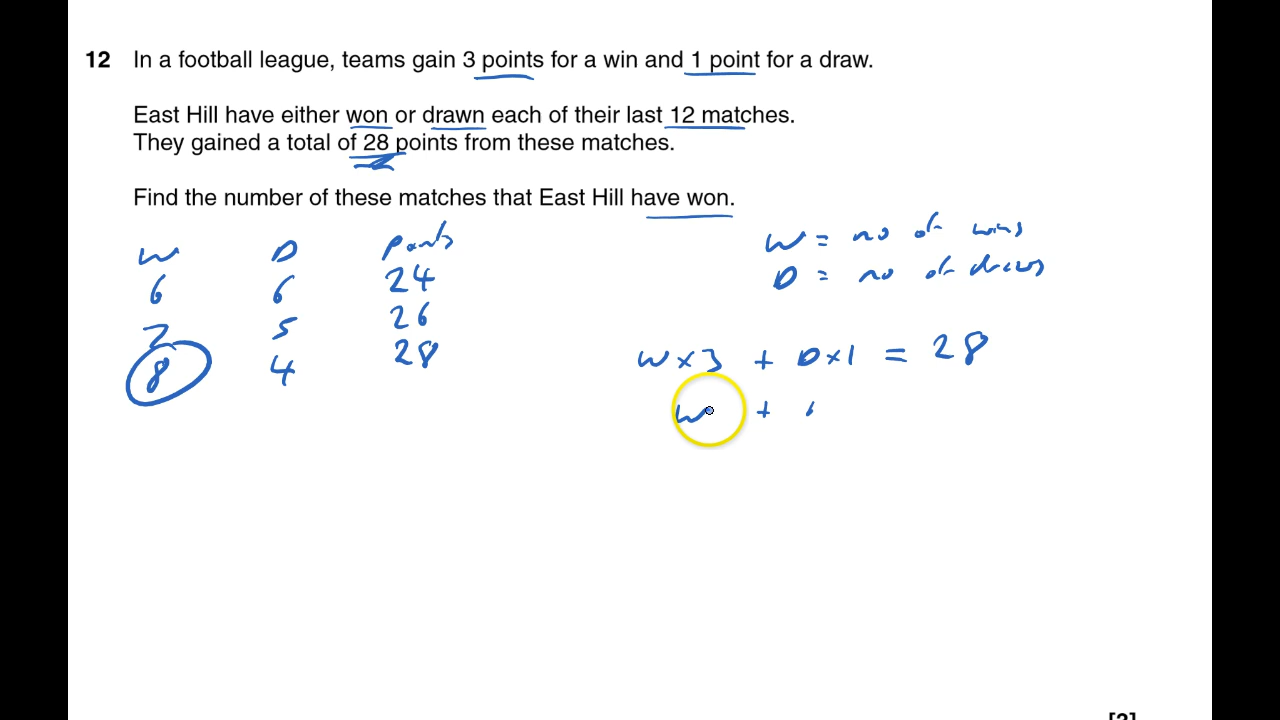 12 In a football league, teams gain 3 points for a win and 1 point for a draw.
East Hill have either won or drawn each of their last 12 matches.
They gained a total of 28 points from these matches.
Find the number of these matches that East Hill have won.
W D Points
6 6 24
7 5 26
8 4 28
W = no of wins
D = no of draws
W × 3 + D × 1 = 28
W +